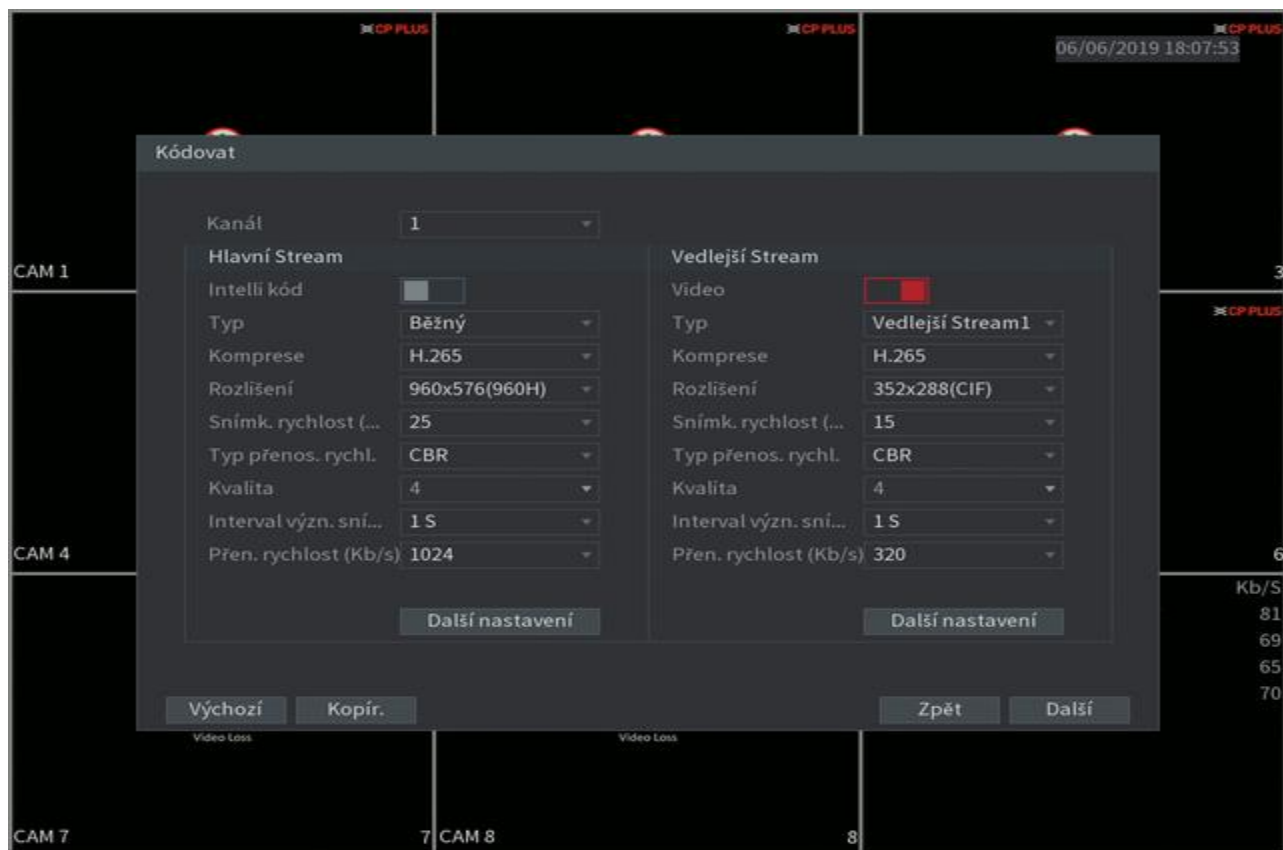 CP PLUS
CP PLUS
CP PLUS
06/06/2019 18:07:53
Kódovat
Kanál 1
Hlavní Stream
Vedlejší Stream
CAM 1
3
Intelli kód
Video
Typ Běžný
Typ Vedlejší Stream1
CP PLUS
Komprese H.265
Komprese H.265
Rozlišení 960x576(960H)
Rozlišení 352x288(CIF)
Snímk. rychlost (... 25
Snímk. rychlost (... 15
Typ přenos. rychl. CBR
Typ přenos. rychl. CBR
Kvalita 4
Kvalita 4
Interval význ. sní... 1 S
Interval význ. sní... 1 S
CAM 4
Přen. rychlost (Kb/s) 1024
Přen. rychlost (Kb/s) 320
6
Kb/S
81
Další nastavení
Další nastavení
69
65
70
Výchozí
Kopír.
Zpět
Další
Video Loss
Video Loss
CAM 7
7
CAM 8
8